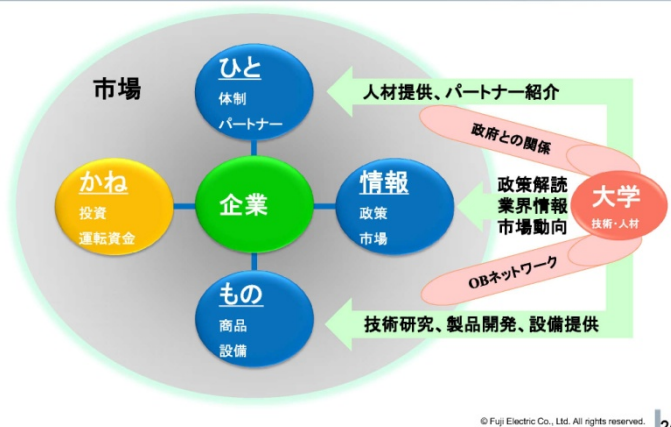 市場
ひと
体制
パートナー
かね
投資
運転資金
企業
情報
政策
市場
もの
商品
設備
人材提供、パートナー紹介
政府との関係
政策解読
業界情報
市場動向
大学
技術・人材
OBネットワーク
技術研究、製品開発、設備提供
© Fuji Electric Co., Ltd. All rights reserved.